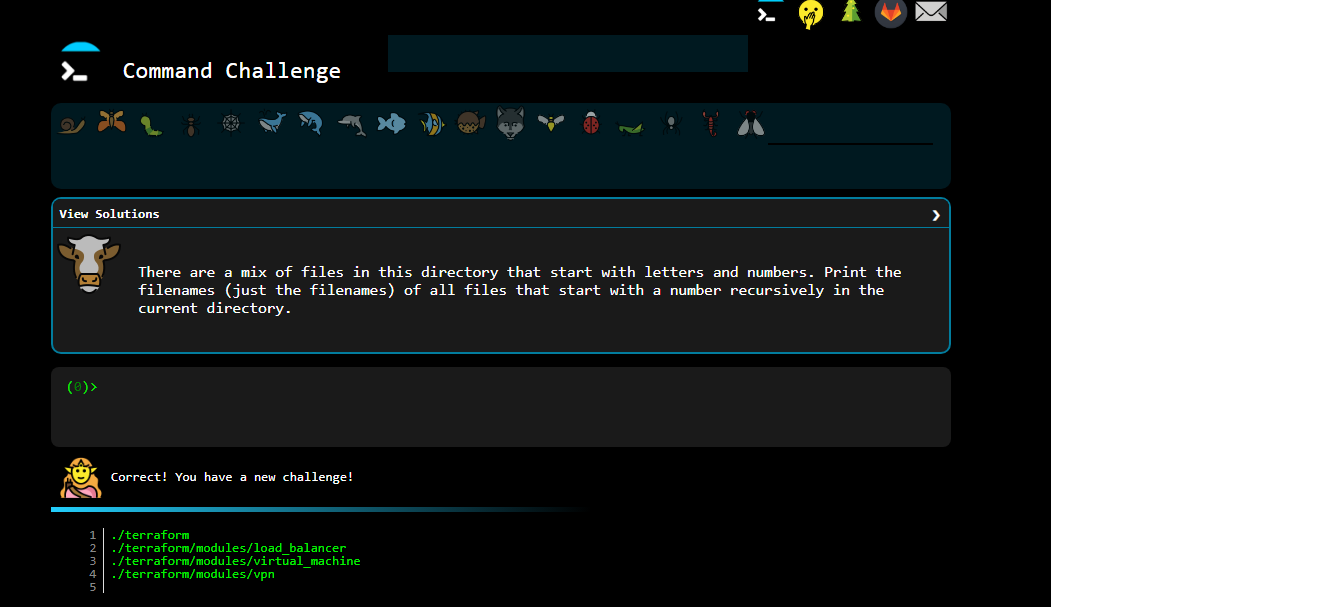 Command Challenge
View Solutions
There are a mix of files in this directory that start with letters and numbers. Print the
filenames (just the filenames) of all files that start with a number recursively in the
current directory.
(0)>
Correct! You have a new challenge!
1 ./terraform
2 ./terraform/modules/load_balancer
3 ./terraform/modules/virtual_machine
4 ./terraform/modules/vpn
5